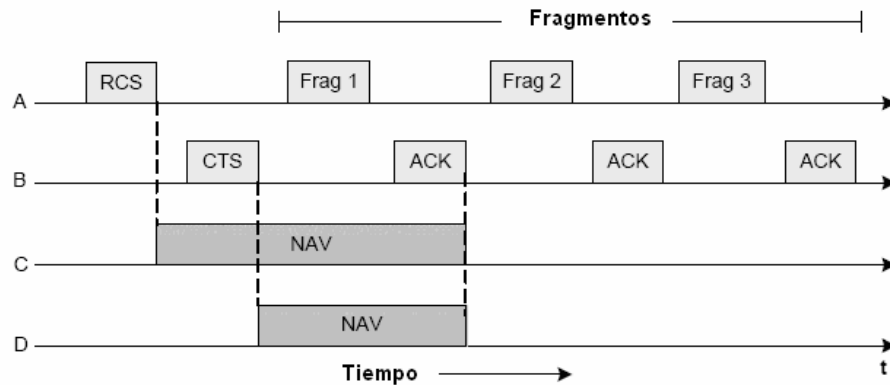 Fragmentos
RCS
Frag 1
Frag 2
Frag 3
A
CTS
ACK
ACK
ACK
B
NAV
C
NAV
D
Tiempo
t